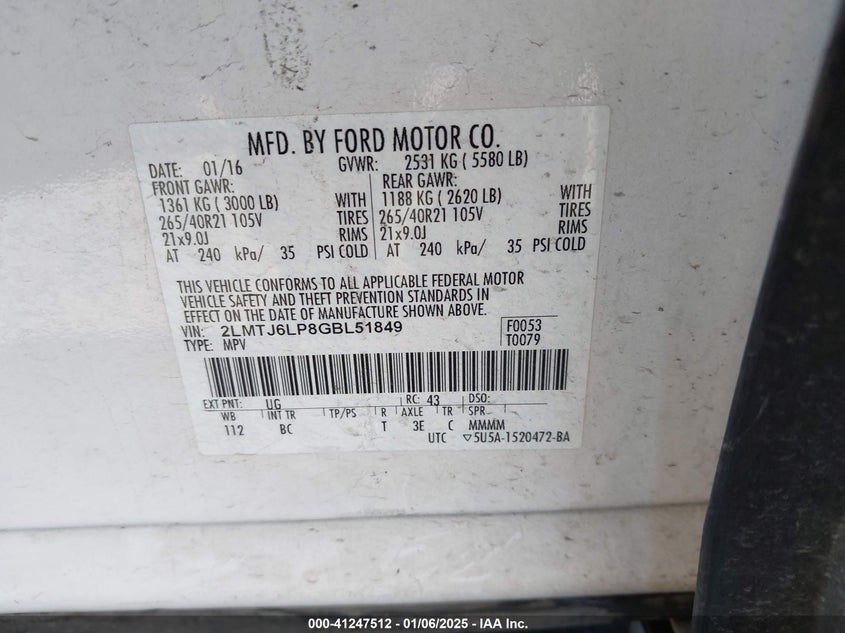 MFD. BY FORD MOTOR CO.
DATE: 01/16 GVWR: 2531 KG ( 5580 LB)
FRONT GAWR: REAR GAWR:
1361 KG ( 3000 LB) WITH 1188 KG ( 2620 LB) WITH
265/40R21 105V TIRES 265/40R21 105V TIRES
21x9.0J RIMS 21x9.0J RIMS
AT 240 kPa/ 35 PSI COLD AT 240 kPa/ 35 PSI COLD
THIS VEHICLE CONFORMS TO ALL APPLICABLE FEDERAL MOTOR
VEHICLE SAFETY AND THEFT PREVENTION STANDARDS IN
EFFECT ON THE DATE OF MANUFACTURE SHOWN ABOVE.
VIN: 2LMTJ6LP8GBL51849 F0053
TYPE: MPV T0079
EXT PNT: UG RC: 43 DSO:
WB INT TR TP/PS R AXLE TR SPR
112 BC T 3E C MMMM
UTC ▽5U5A-1520472-BA
000-41247512 - 01/06/2025 - IAA Inc.